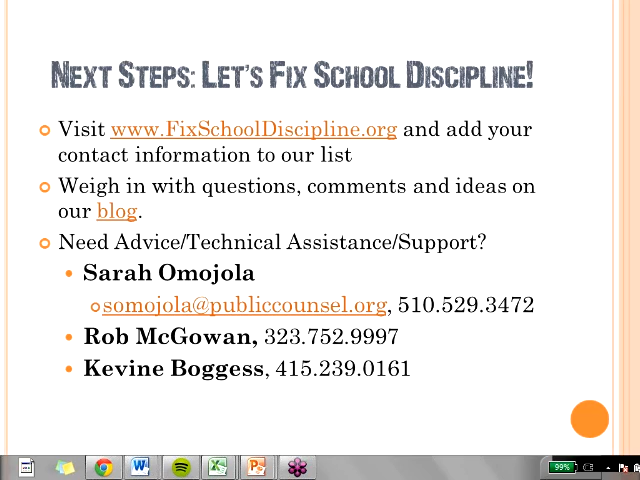 Next Steps: Let's Fix School Discipline!
Visit www.FixSchoolDiscipline.org and add your
contact information to our list
Weigh in with questions, comments and ideas on
our blog.
Need Advice/Technical Assistance/Support?
Sarah Omojola
somojola@publiccounsel.org, 510.529.3472
Rob McGowan, 323.752.9997
Kevine Boggess, 415.239.0161
99%